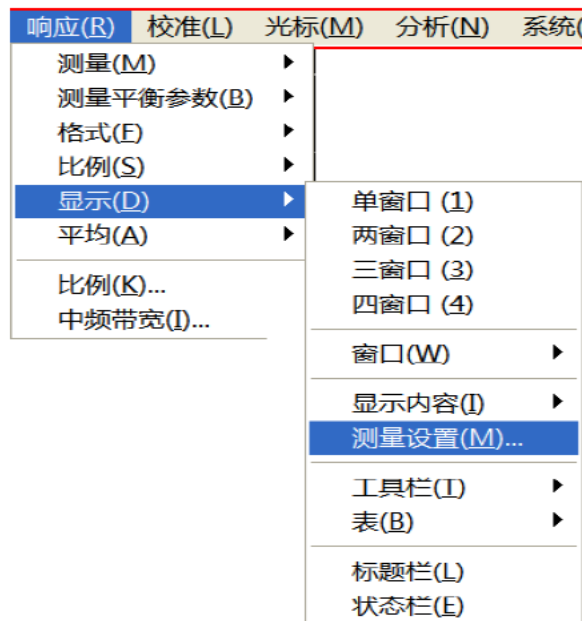 响应(R) 校准(L) 光标(M) 分析(N) 系统(
测量(M)
测量平衡参数(B)
格式(F)
比例(S)
显示(D)
平均(A)
比例(K)...
中频带宽(I)...
单窗口 (1)
两窗口 (2)
三窗口 (3)
四窗口 (4)
窗口(W)
显示内容(I)
测量设置(M)...
工具栏(T)
表(B)
标题栏(L)
状态栏(E)